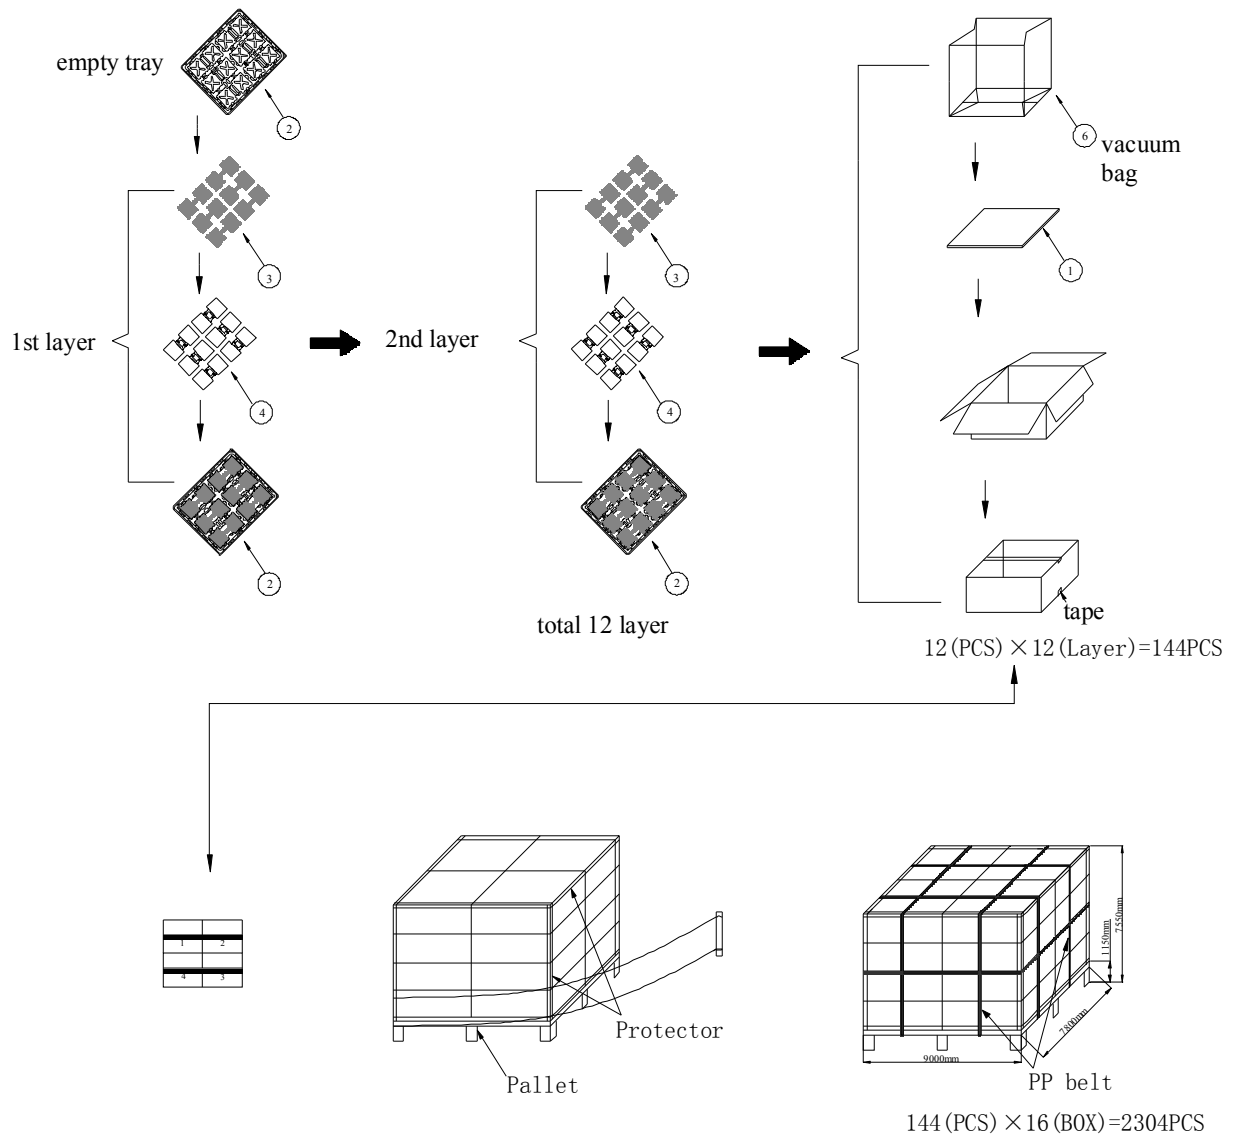 empty tray
2
3
1st layer
4
2
2nd layer
3
4
2
total 12 layer
6
vacuum
bag
1
tape
12(PCS)×12(Layer)=144PCS
1 2
4 3
Protector
Pallet
7550mm
1150mm
7800mm
9000mm
PP belt
144(PCS)×16(BOX)=2304PCS